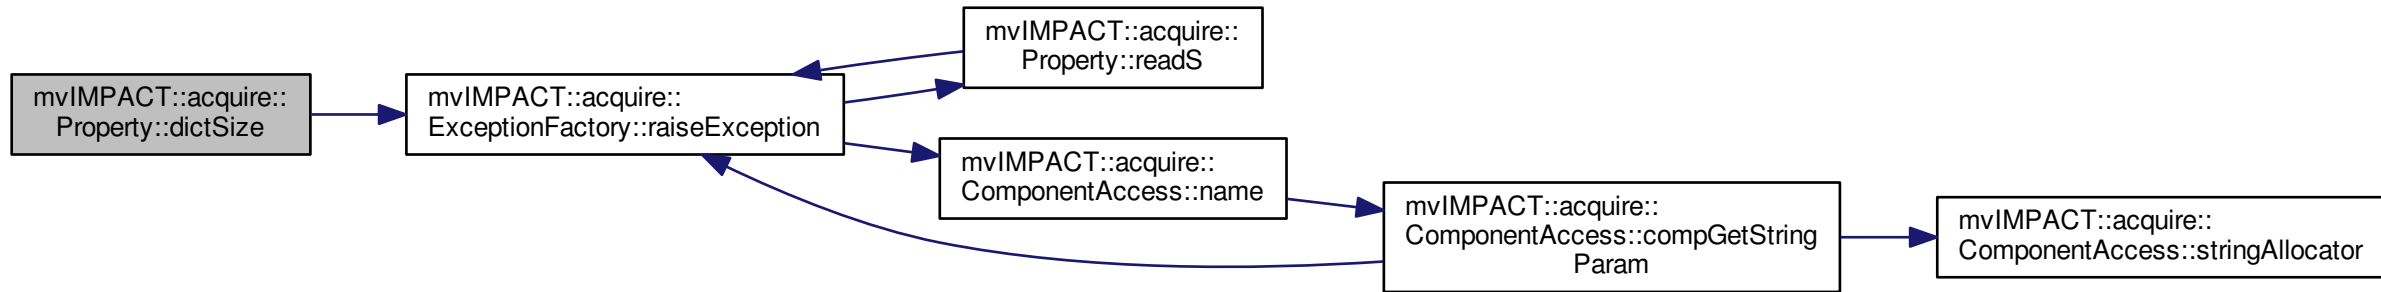 mvIMPACT::acquire::
Property::dictSize
mvIMPACT::acquire::
ExceptionFactory::raiseException
mvIMPACT::acquire::
Property::readS
mvIMPACT::acquire::
ComponentAccess::name
mvIMPACT::acquire::
ComponentAccess::compGetString
Param
mvIMPACT::acquire::
ComponentAccess::stringAllocator